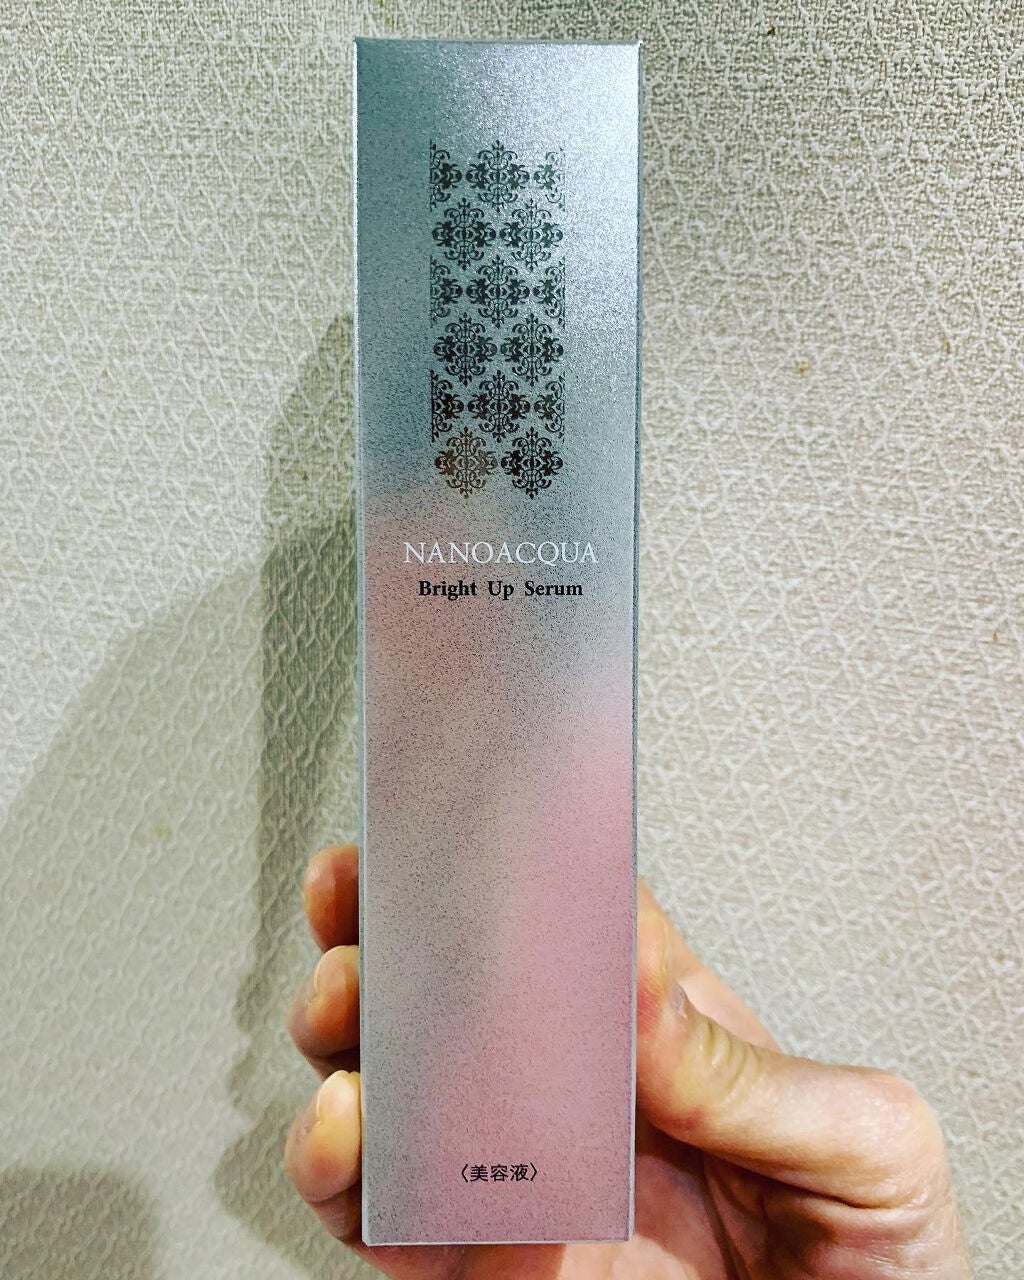 NANOACQUA
Bright Up Serum
〈美容液〉